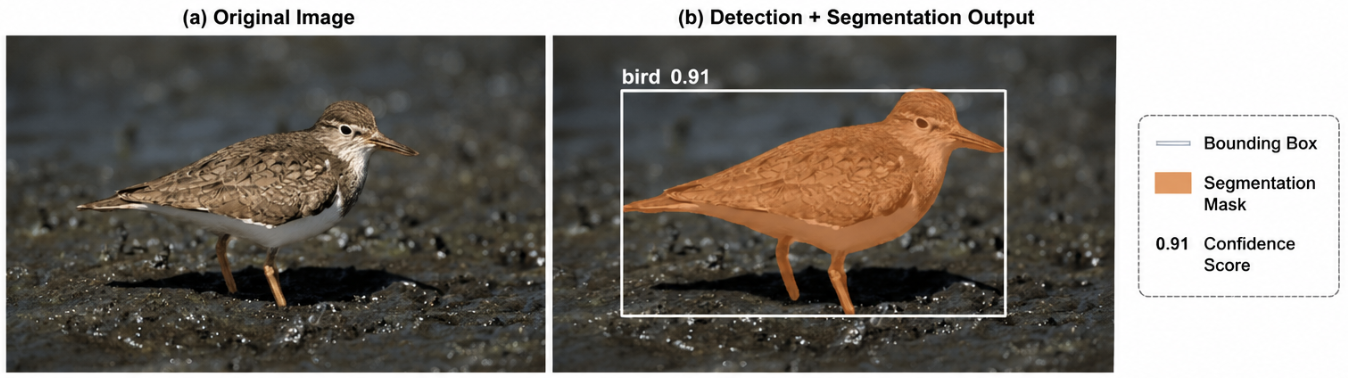 (a) Original Image
(b) Detection + Segmentation Output
bird 0.91
Bounding Box
Segmentation
Mask
0.91 Confidence
Score